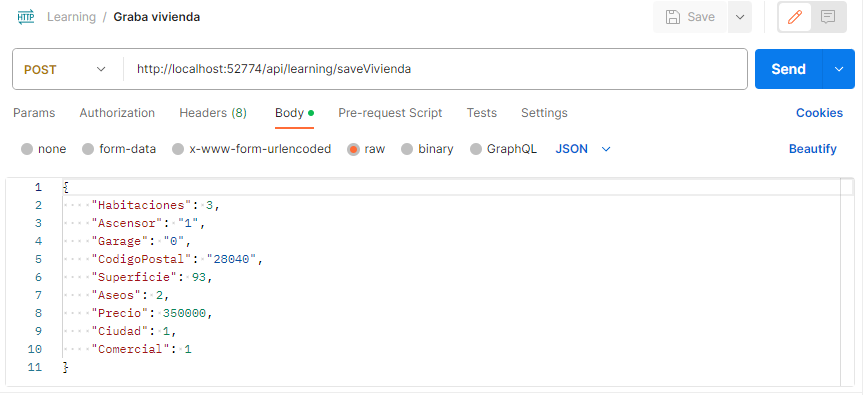 HTTP Learning / Graba vivienda Save
POST http://localhost:52774/api/learning/saveVivienda Send
Params Authorization Headers (8) Body Pre-request Script Tests Settings Cookies
none form-data x-www-form-urlencoded raw binary GraphQL JSON Beautify
1 {
2 "Habitaciones": 3,
3 "Ascensor": "1",
4 "Garage": "0",
5 "CodigoPostal": "28040",
6 "Superficie": 93,
7 "Aseos": 2,
8 "Precio": 350000,
9 "Ciudad": 1,
10 "Comercial": 1
11 }